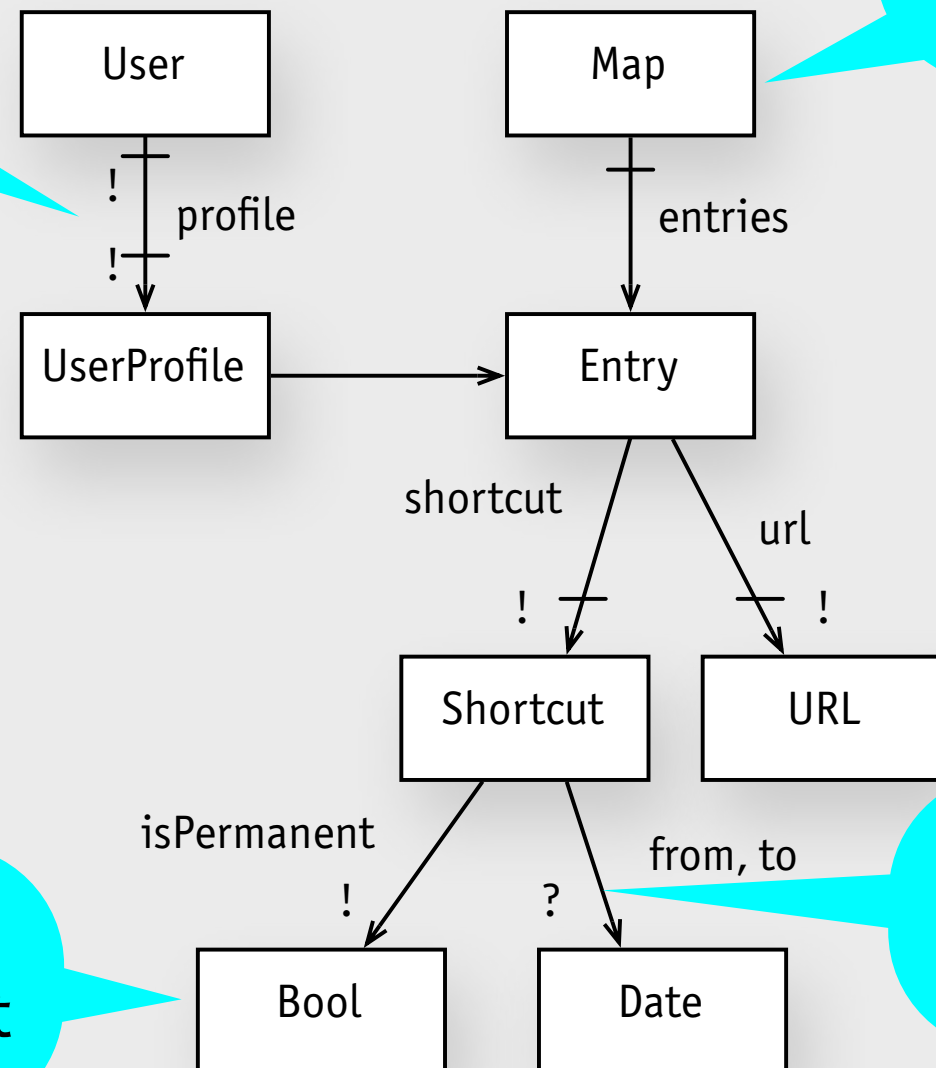 User
Map
!
profile
entries
!
UserProfile
Entry
shortcut
url
!
!
Shortcut
URL
isPermanent
from, to
!
?
Bool
Date